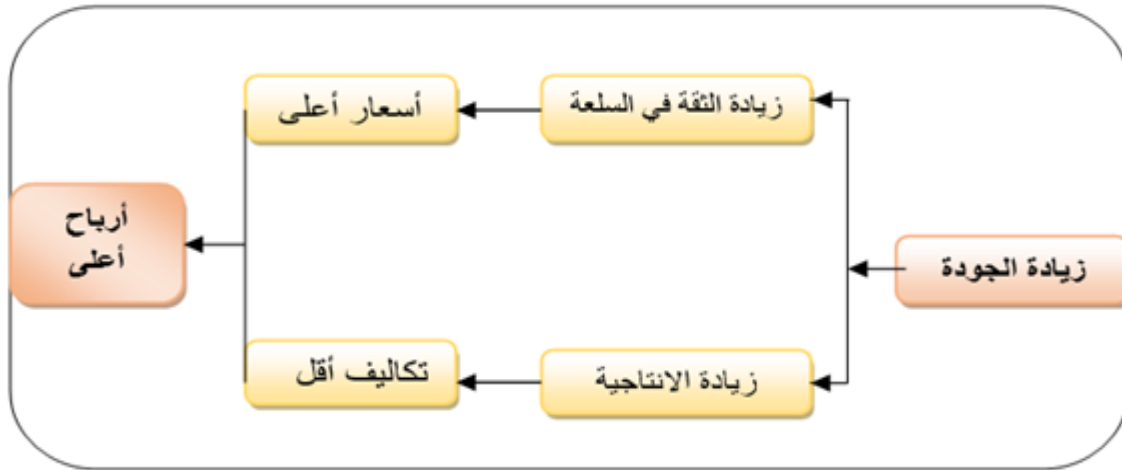 زيادة الجودة
زيادة الثقة في السلعة
أسعار أعلى
زيادة الانتاجية
تكاليف أقل
أرباح
أعلى